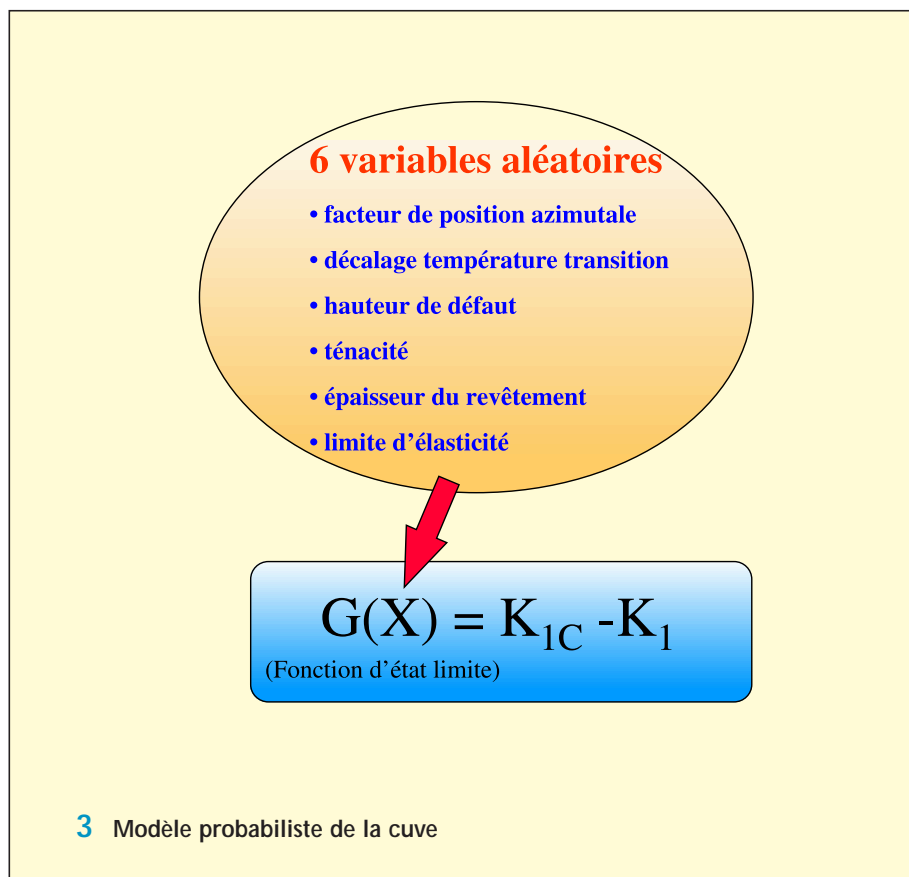 6 variables aléatoires
• facteur de position azimutale
• décalage température transition
• hauteur de défaut
• ténacité
• épaisseur du revêtement
• limite d’élasticité
G(X) = K1C -K1
(Fonction d’état limite)
3 Modèle probabiliste de la cuve